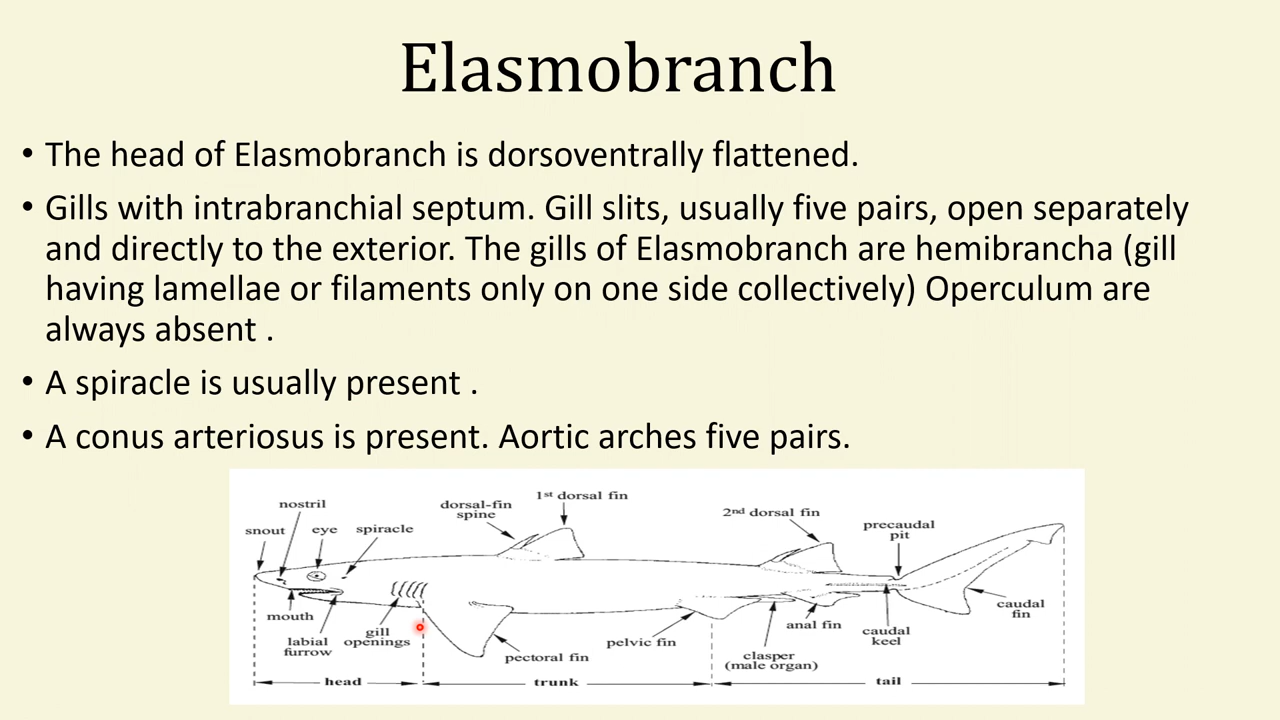 Elasmobranch
• The head of Elasmobranch is dorsoventrally flattened.
• Gills with intrabranchial septum. Gill slits, usually five pairs, open separately
and directly to the exterior. The gills of Elasmobranch are hemibrancha (gill
having lamellae or filaments only on one side collectively) Operculum are
always absent .
• A spiracle is usually present .
• A conus arteriosus is present. Aortic arches five pairs.
snout
nostril
eye
spiracle
dorsal-fin
spine
1st dorsal fin
2nd dorsal fin
precaudal
pit
mouth
labial
furrow
gill
openings
pectoral fin
pelvic fin
clasper
(male organ)
anal fin
caudal
keel
caudal
fin
head
trunk
tail